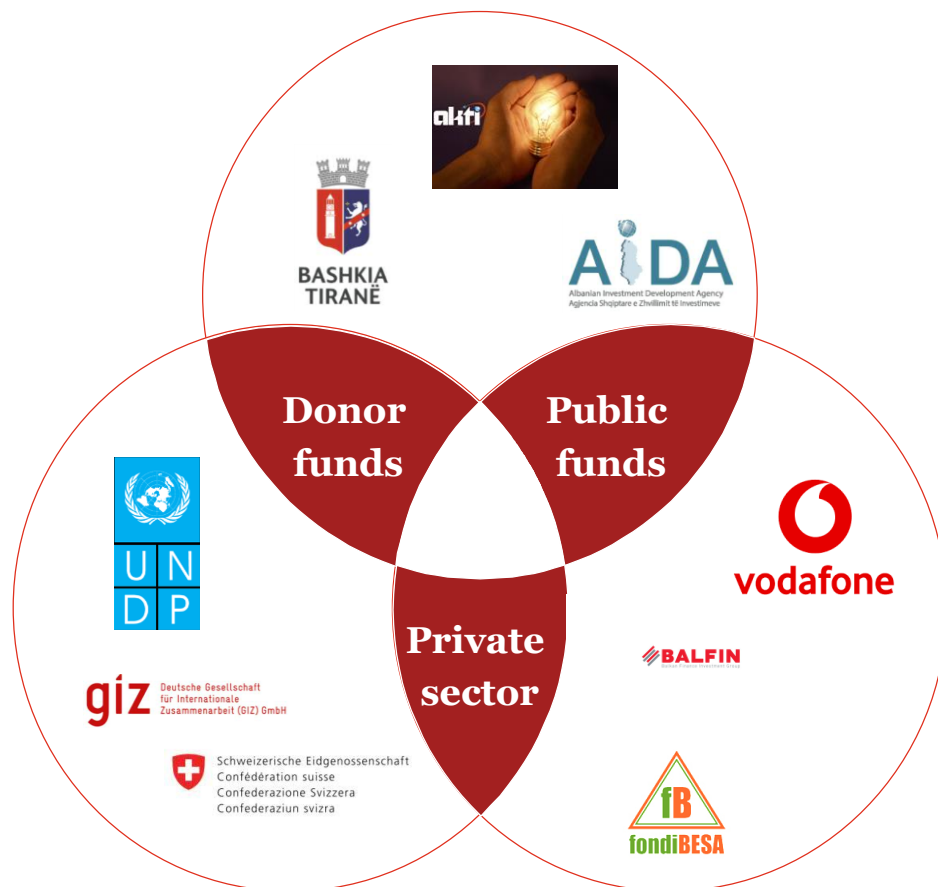 akti
BASHKIA
TIRANË
AiDA
Albanian Investment Development Agency
Agjencia Shqiptare e Zhvillimit të Investimeve
Donor
funds
Public
funds
UN
DP
vodafone
Private
sector
BALFIN
giz
Deutsche Gesellschaft
für Internationale
Zusammenarbeit (GIZ) GmbH
Schweizerische Eidgenossenschaft
Confédération suisse
Confederazione Svizzera
Confederaziun svizra
fB
fondiBESA